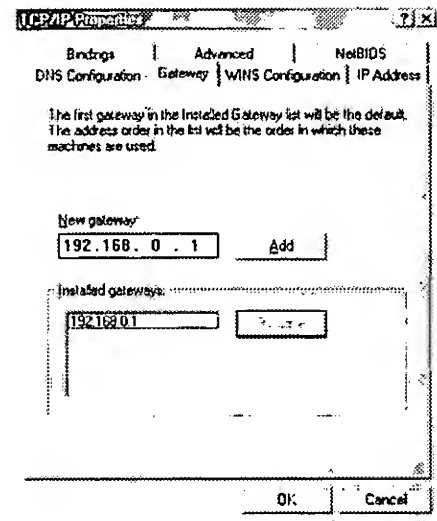 TCP/IP Properties ? ×
Bindings Advanced NetBIOS
DNS Configuration Gateway WINS Configuration IP Address
The first gateway in the Installed Gateway list will be the default.
The address order in the list will be the order in which these
machines are used.
New gateway:
192.168. 0 . 1 Add
Installed gateways:
192.168.0.1 Remove
OK Cancel